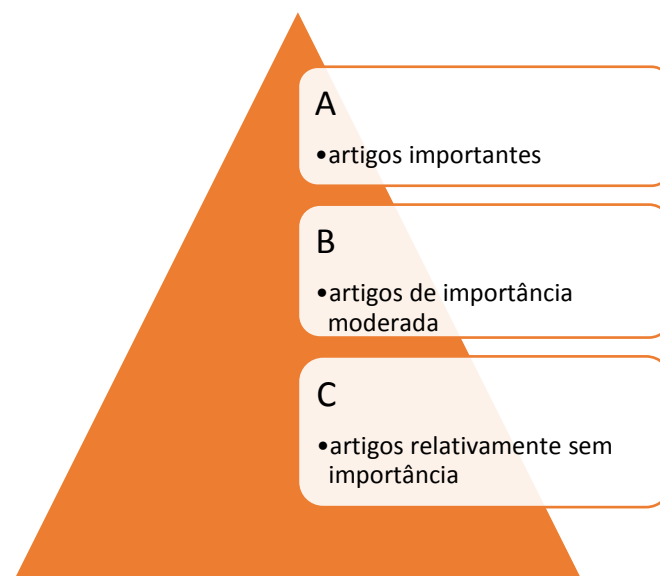 A
•artigos importantes
B
•artigos de importância
moderada
C
•artigos relativamente sem
importância